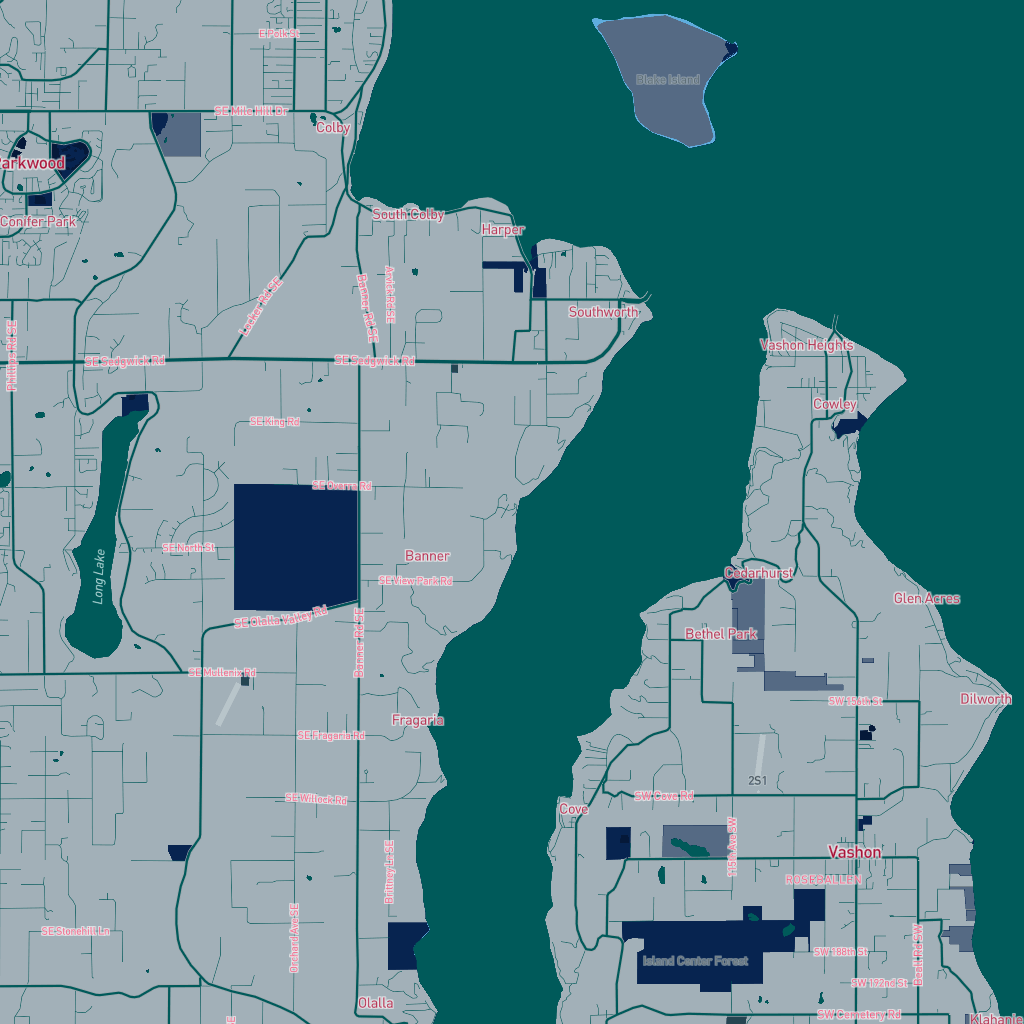 E Polk St
Blake Island
SE Mile Hill Dr
Colby
Parkwood
Conifer Park
South Colby
Harper
Locker Rd SE
Banner Rd SE
Southworth
Phillips Rd SE
SE Sedgwick Rd
SE Sedgwick Rd
Vashon Heights
Cowley
SE King Rd
SE Overra Rd
Long Lake
SE North St
Banner
SE View Park Rd
Cedarhurst
Glen Acres
SE Olalla Valley Rd
Banner Rd SE
Bethel Park
SE Mullenix Rd
Dilworth
SW 156th St
Fragaria
SE Fragaria Rd
2S1
SE Willock Rd
SW Cove Rd
Cove
115th Ave SW
Vashon
Brittney Ln SE
ROSEBALLEN
SE Stonehill Ln
Orchard Ave SE
Beall Rd SW
SW 188th St
Island Center Forest
SW 192nd St
Olalla
SW Cemetery Rd
Klahanie
SE